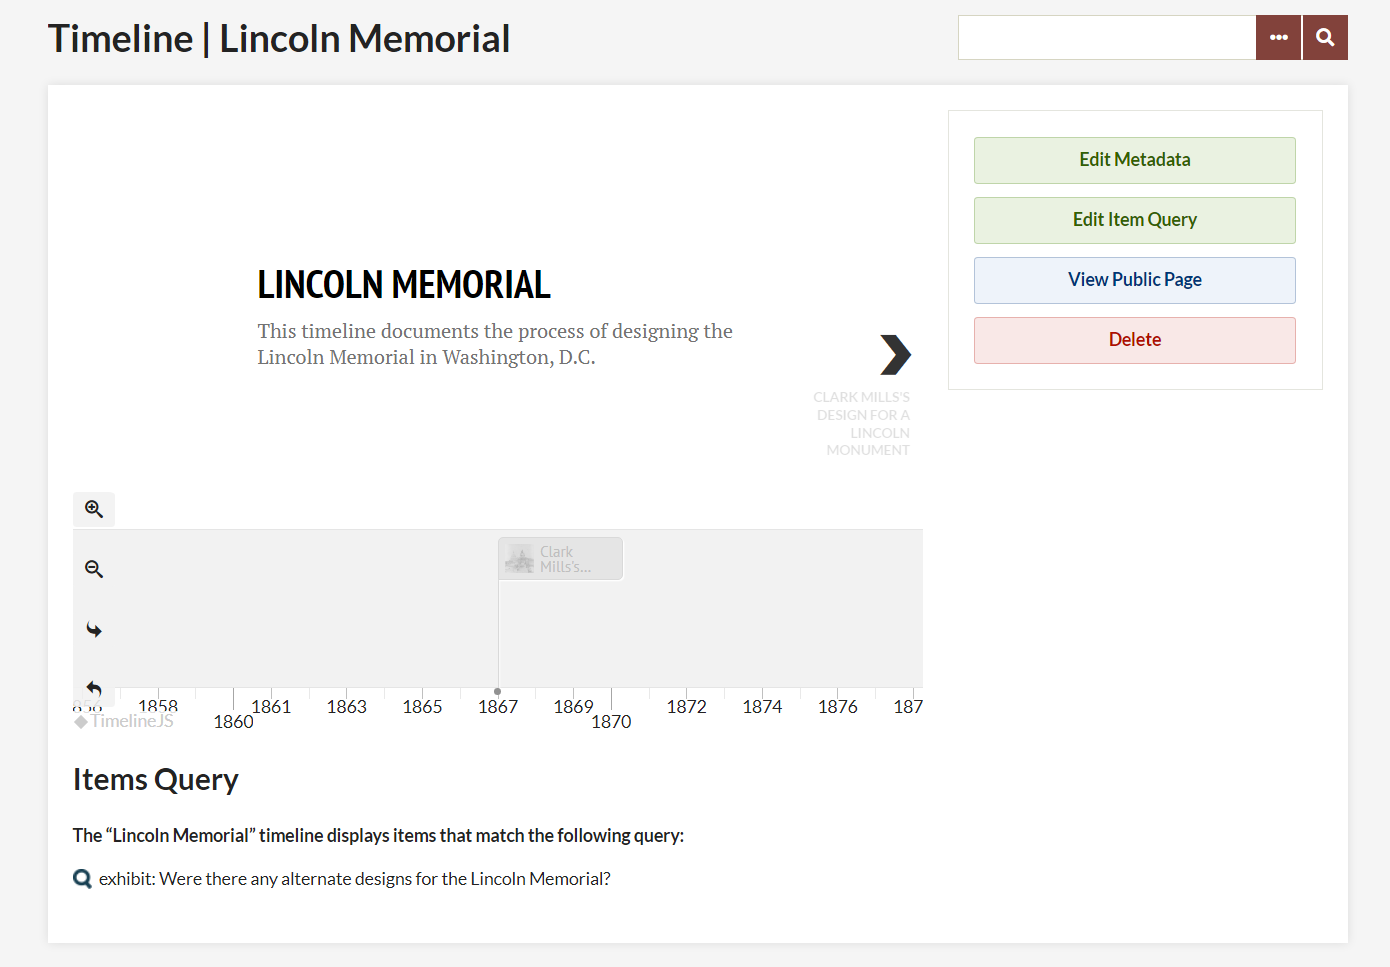 Timeline | Lincoln Memorial
Edit Metadata
Edit Item Query
View Public Page
Delete
LINCOLN MEMORIAL
This timeline documents the process of designing the
Lincoln Memorial in Washington, D.C.
CLARK MILLS'S
DESIGN FOR A
LINCOLN
MONUMENT
Clark
Mills's...
1858 1861 1863 1865 1867 1869 1872 1874 1876
TimelineJS 1860 1870
Items Query
The “Lincoln Memorial” timeline displays items that match the following query:
exhibit: Were there any alternate designs for the Lincoln Memorial?